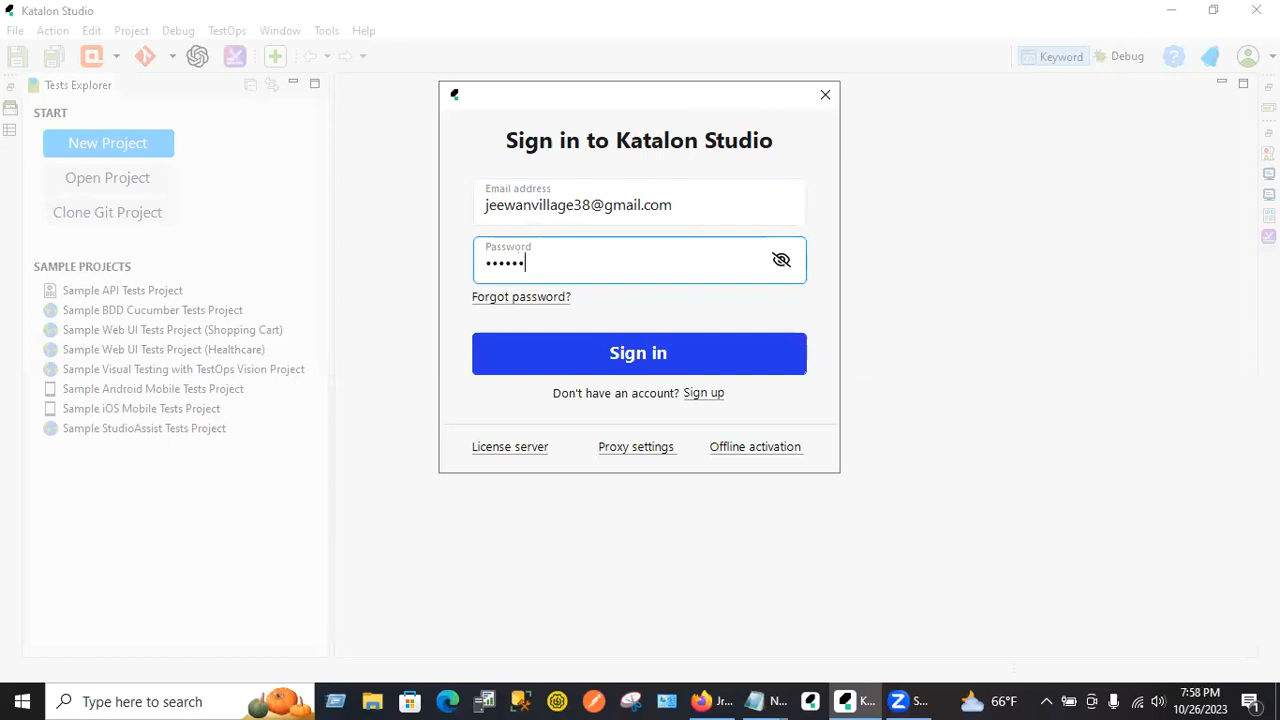 Katalon Studio
File Action Edit Project Debug TestOps Window Tools Help
Keyword Debug
Tests Explorer
START
New Project
Open Project
Clone Git Project
SAMPLE PROJECTS
Sample API Tests Project
Sample BDD Cucumber Tests Project
Sample Web UI Tests Project (Shopping Cart)
Sample Web UI Tests Project (Healthcare)
Sample Visual Testing with TestOps Vision Project
Sample Android Mobile Tests Project
Sample iOS Mobile Tests Project
Sample StudioAssist Tests Project
Sign in to Katalon Studio
Email address
jeewanvillage38@gmail.com
Password
••••••
Forgot password?
Sign in
Don't have an account? Sign up
License server Proxy settings Offline activation
Type here to search
Jr... N... K... S...
66°F
7:58 PM
10/26/2023
1